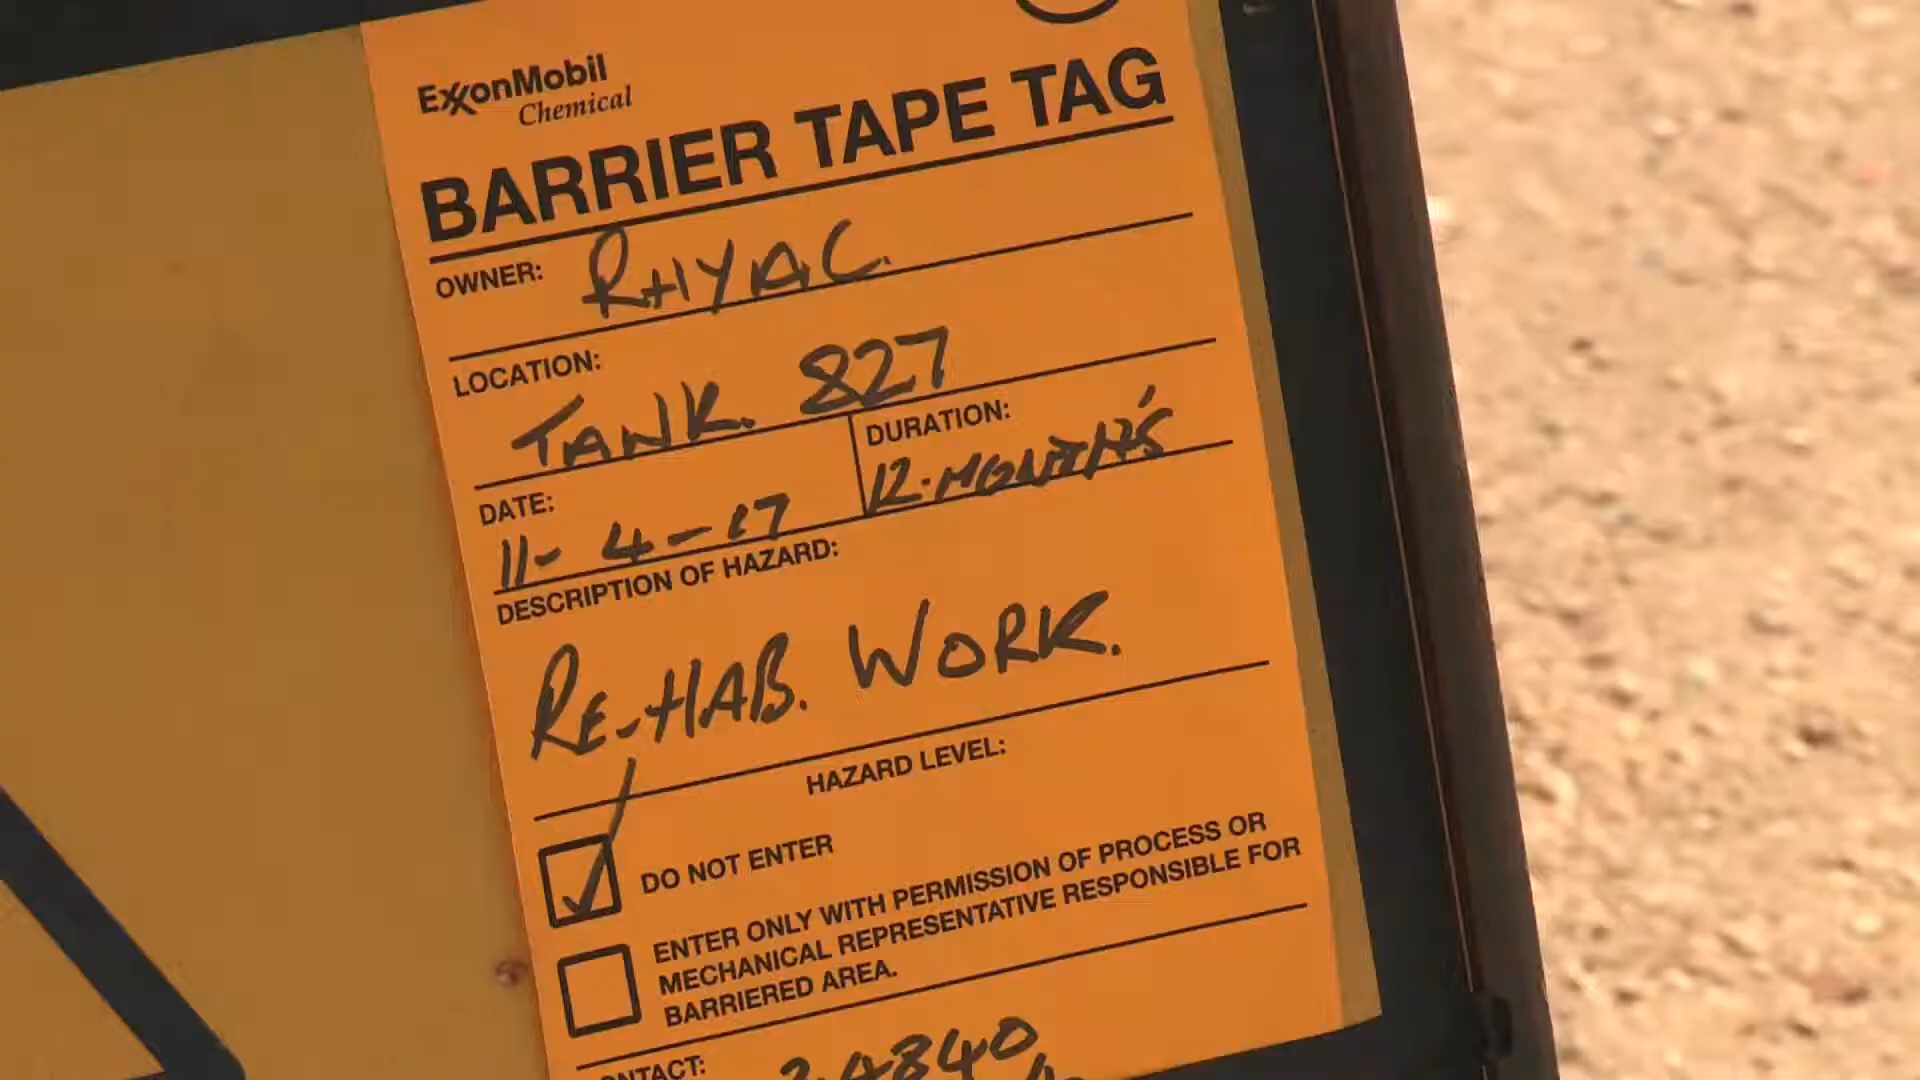 ExxonMobil
Chemical
BARRIER TAPE TAG
OWNER: RHYAC.
LOCATION:
TANK. 827
DATE:
11-4-17
DURATION:
12-MONTH'S
DESCRIPTION OF HAZARD:
RE-HAB. WORK.
HAZARD LEVEL:
DO NOT ENTER
ENTER ONLY WITH PERMISSION OF PROCESS OR
MECHANICAL REPRESENTATIVE RESPONSIBLE FOR
BARRIERED AREA.